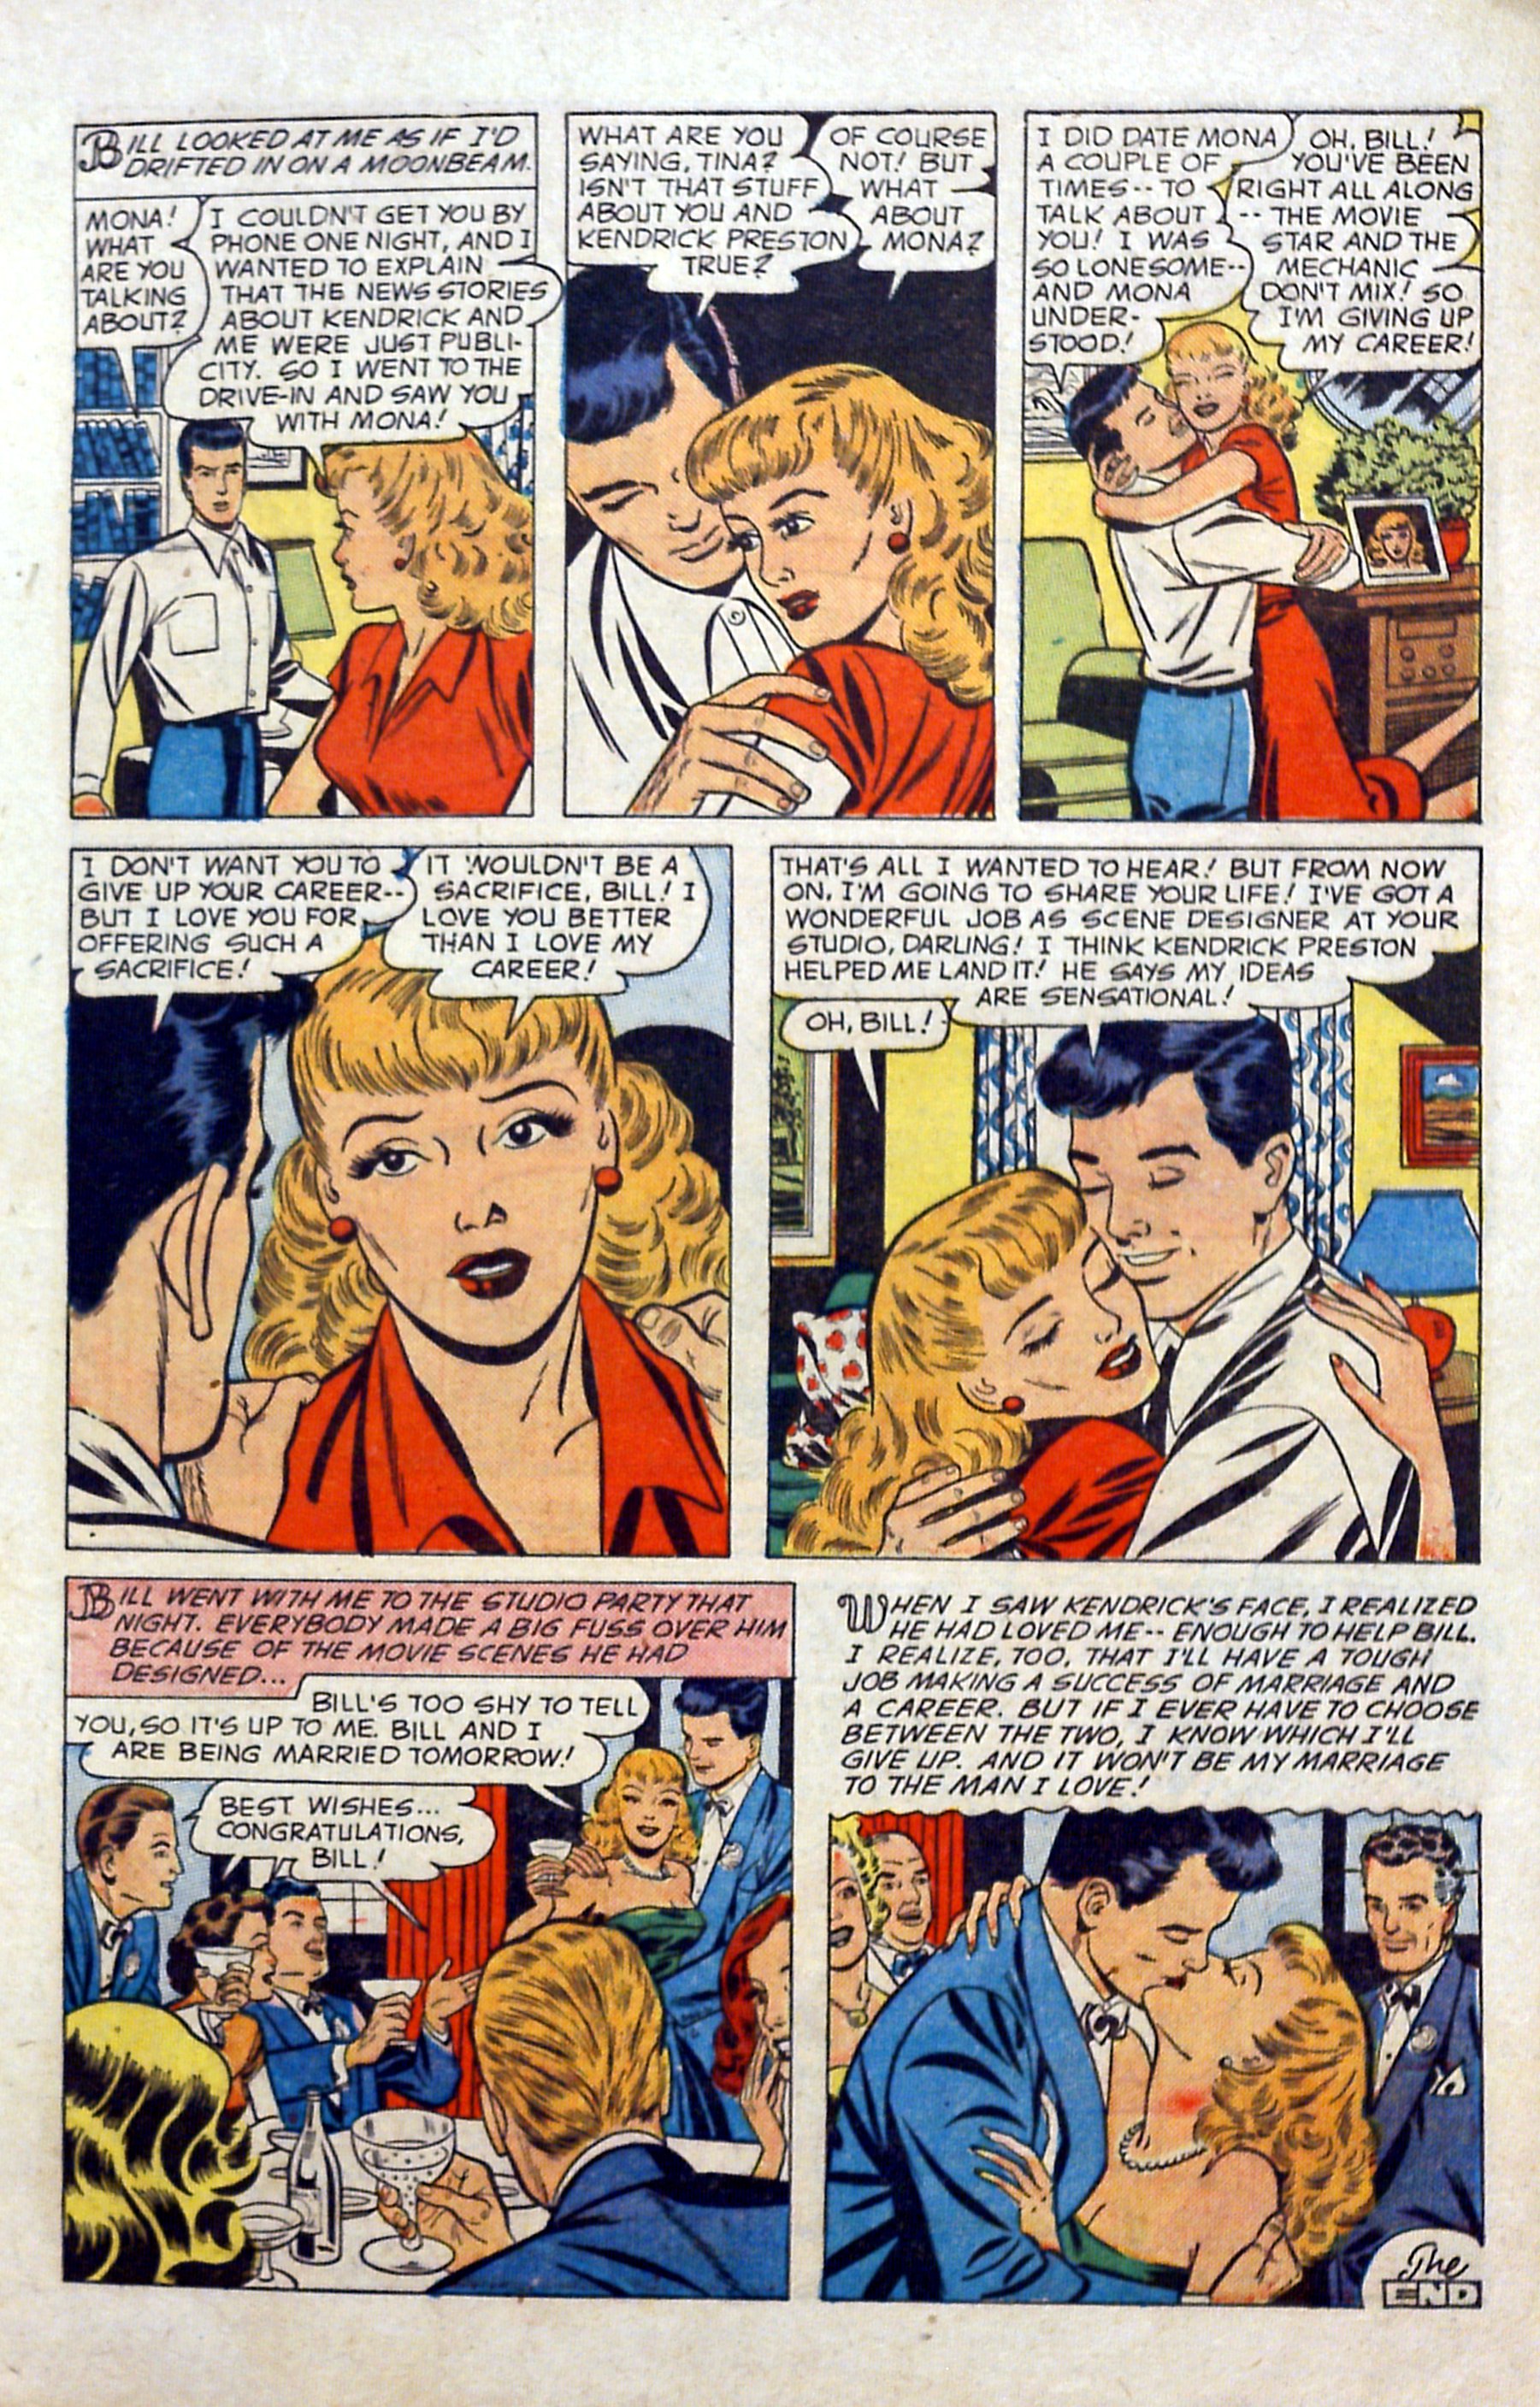 BILL LOOKED AT ME AS IF I'D
DRIFTED IN ON A MOONBEAM.
MONA!
WHAT
ARE YOU
TALKING
ABOUT?
I COULDN'T GET YOU BY
PHONE ONE NIGHT, AND I
WANTED TO EXPLAIN
THAT THE NEWS STORIES
ABOUT KENDRICK AND
ME WERE JUST PUBLI-
CITY. SO I WENT TO THE
DRIVE-IN AND SAW YOU
WITH MONA!
WHAT ARE YOU
SAYING, TINA?
ISN'T THAT STUFF
ABOUT YOU AND
KENDRICK PRESTON
TRUE?
OF COURSE
NOT! BUT
WHAT
ABOUT
MONA?
I DID DATE MONA
A COUPLE OF
TIMES -- TO
TALK ABOUT
YOU! I WAS
SO LONESOME--
AND MONA
UNDER-
STOOD!
OH, BILL!
YOU'VE BEEN
RIGHT ALL ALONG
-- THE MOVIE
STAR AND THE
MECHANIC
DON'T MIX! SO
I'M GIVING UP
MY CAREER!
I DON'T WANT YOU TO
GIVE UP YOUR CAREER--
BUT I LOVE YOU FOR
OFFERING SUCH A
SACRIFICE!
IT WOULDN'T BE A
SACRIFICE, BILL! I
LOVE YOU BETTER
THAN I LOVE MY
CAREER!
THAT'S ALL I WANTED TO HEAR! BUT FROM NOW
ON, I'M GOING TO SHARE YOUR LIFE! I'VE GOT A
WONDERFUL JOB AS SCENE DESIGNER AT YOUR
STUDIO, DARLING! I THINK KENDRICK PRESTON
HELPED ME LAND IT! HE SAYS MY IDEAS
ARE SENSATIONAL!
OH, BILL!
BILL WENT WITH ME TO THE STUDIO PARTY THAT
NIGHT. EVERYBODY MADE A BIG FUSS OVER HIM
BECAUSE OF THE MOVIE SCENES HE HAD
DESIGNED...
BILL'S TOO SHY TO TELL
YOU, SO IT'S UP TO ME. BILL AND I
ARE BEING MARRIED TOMORROW!
BEST WISHES...
CONGRATULATIONS,
BILL!
WHEN I SAW KENDRICK'S FACE, I REALIZED
HE HAD LOVED ME -- ENOUGH TO HELP BILL.
I REALIZE, TOO, THAT I'LL HAVE A TOUGH
JOB MAKING A SUCCESS OF MARRIAGE AND
A CAREER. BUT IF I EVER HAVE TO CHOOSE
BETWEEN THE TWO, I KNOW WHICH I'LL
GIVE UP. AND IT WON'T BE MY MARRIAGE
TO THE MAN I LOVE!
The
END